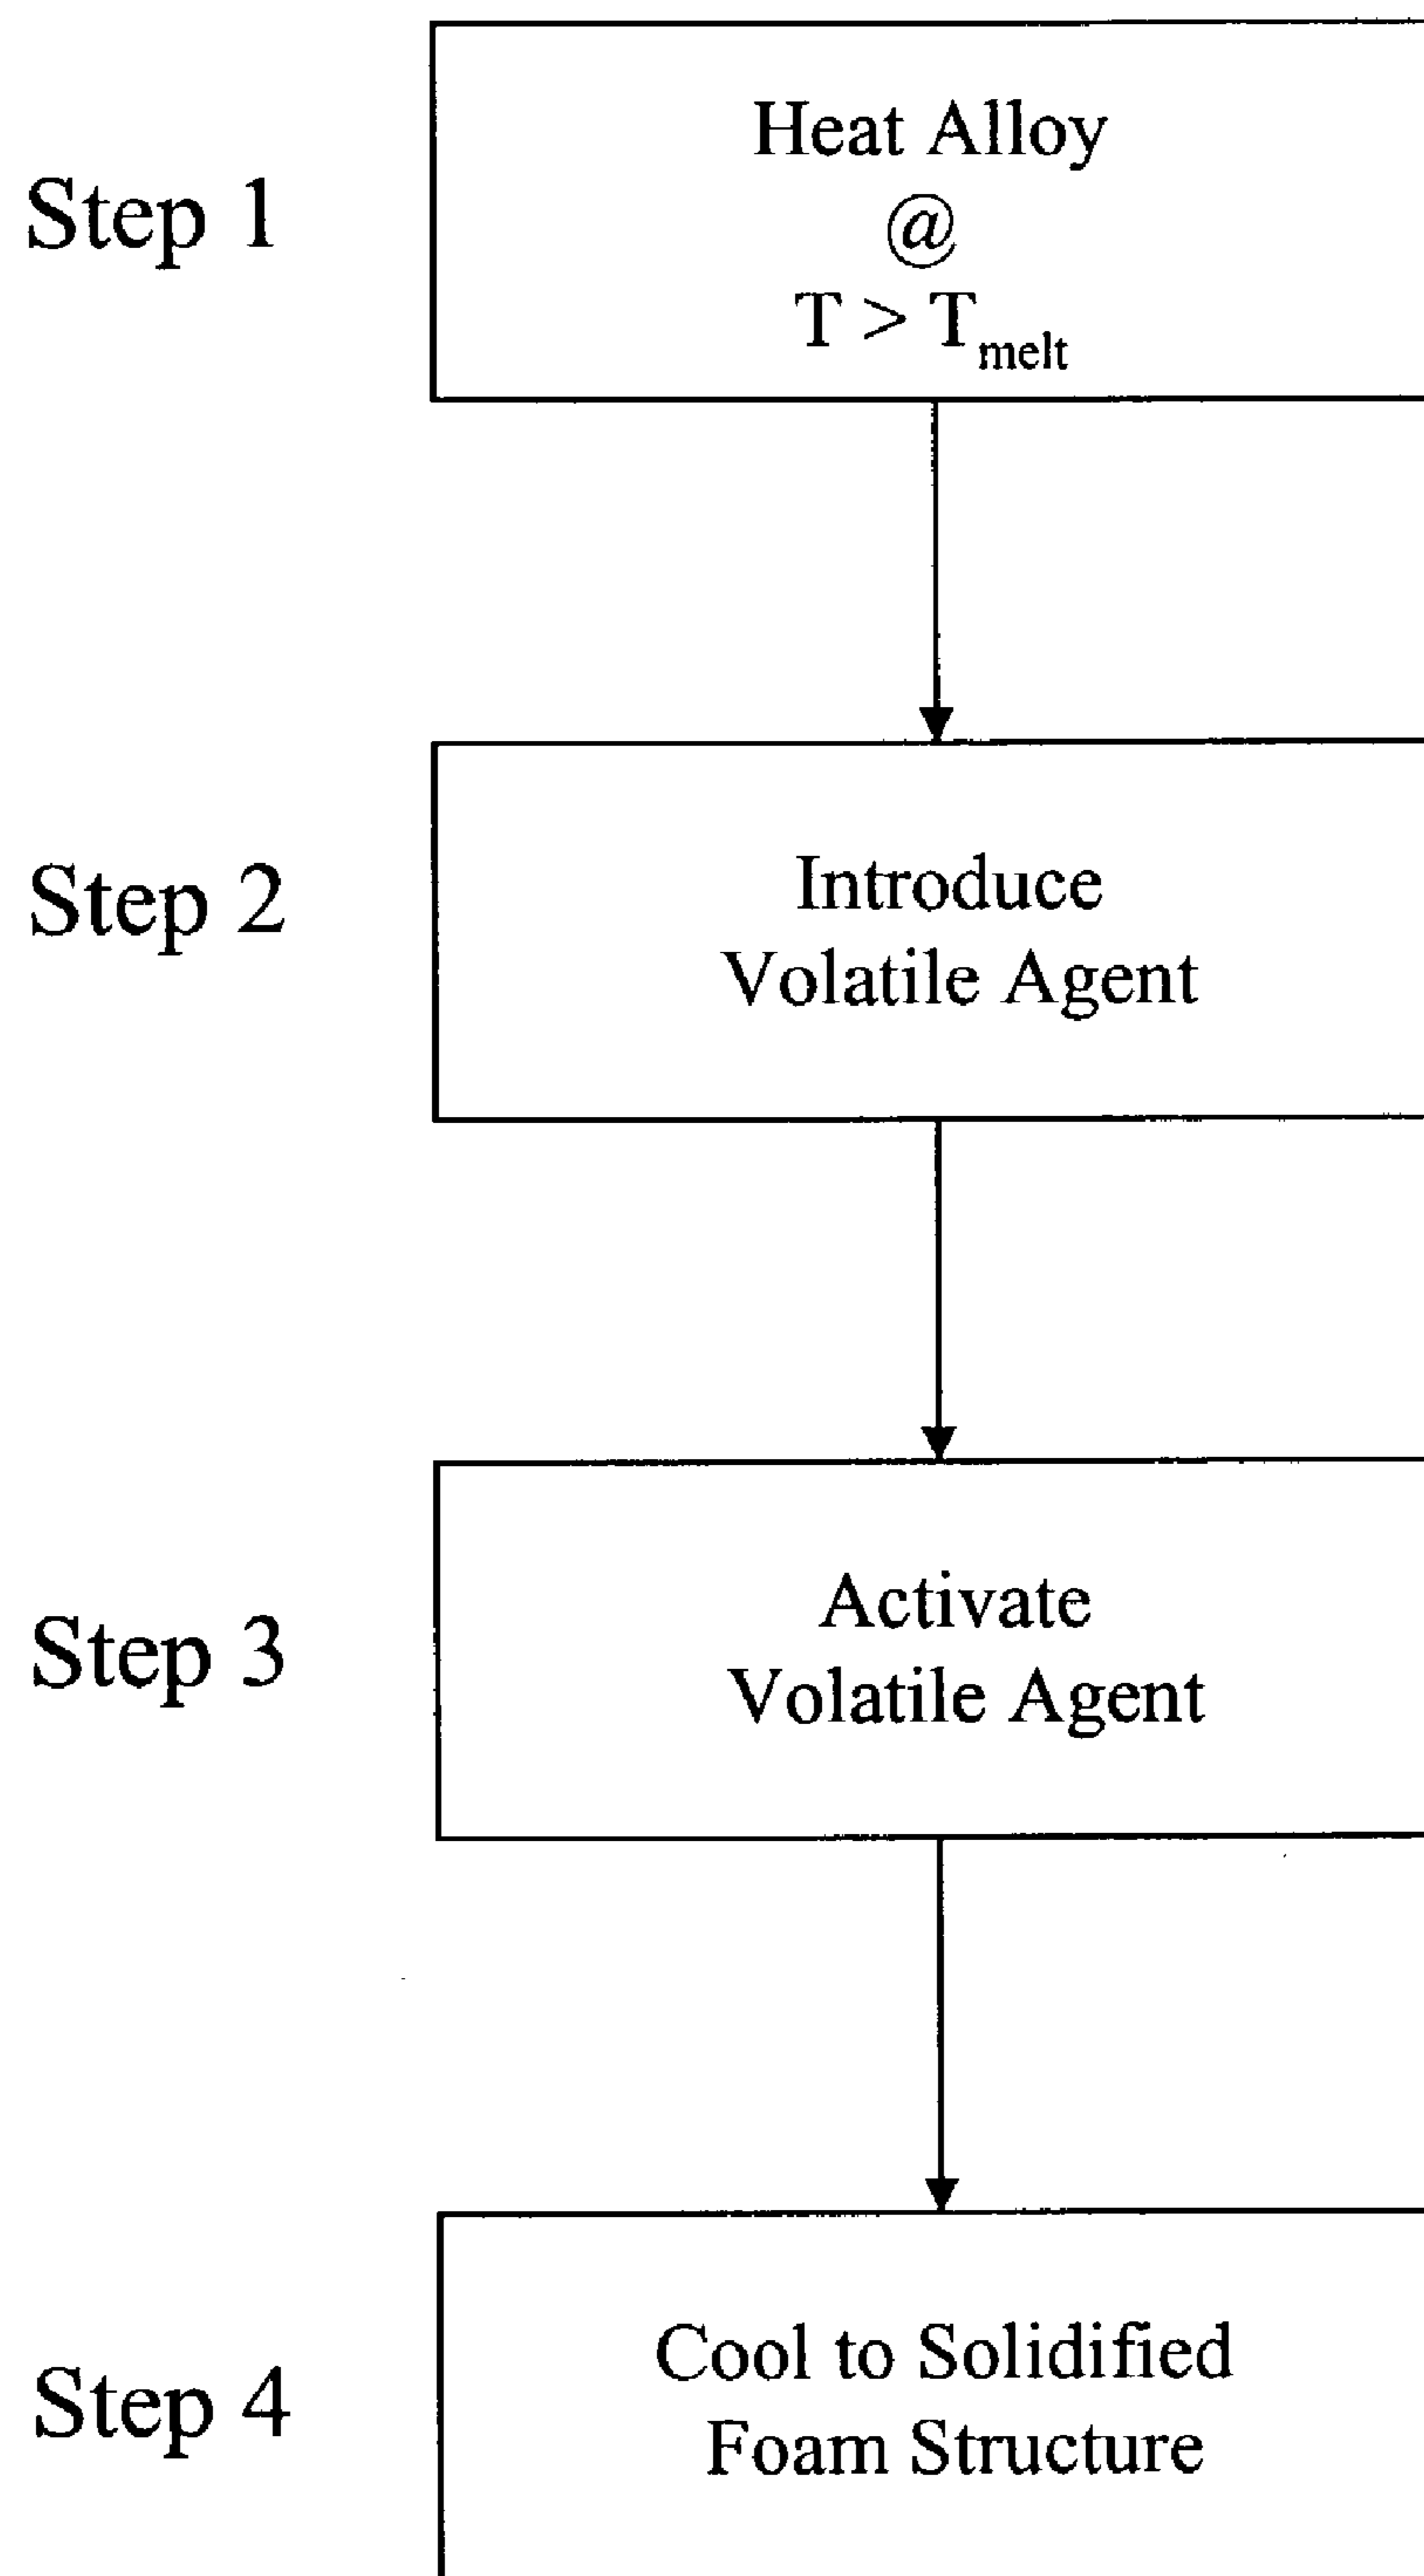 Step 1
Heat Alloy
@
T > Tmelt
Step 2
Introduce
Volatile Agent
Step 3
Activate
Volatile Agent
Step 4
Cool to Solidified
Foam Structure